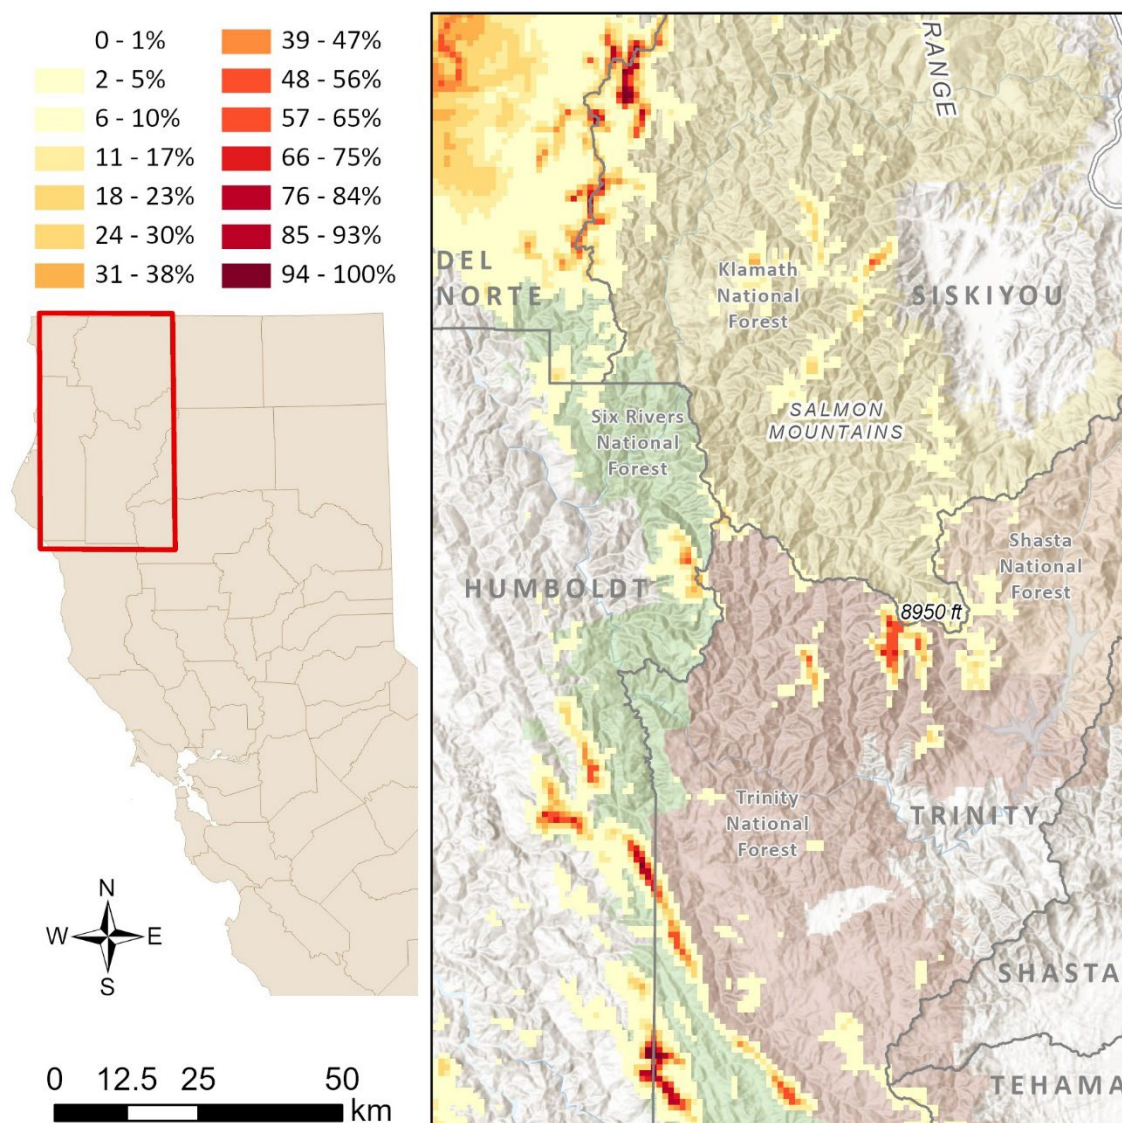 0 - 1%
2 - 5%
6 - 10%
11 - 17%
18 - 23%
24 - 30%
31 - 38%
39 - 47%
48 - 56%
57 - 65%
66 - 75%
76 - 84%
85 - 93%
94 - 100%
N
W
E
S
0
12.5
25
50
km
RANGE
DEL
NORTE
Klamath
National
Forest
SISKIYOU
SALMON
MOUNTAINS
Six Rivers
National
Forest
Shasta
National
Forest
HUMBOLDT
8950 ft
Trinity
National
Forest
TRINITY
SHASTA
TEHAMA